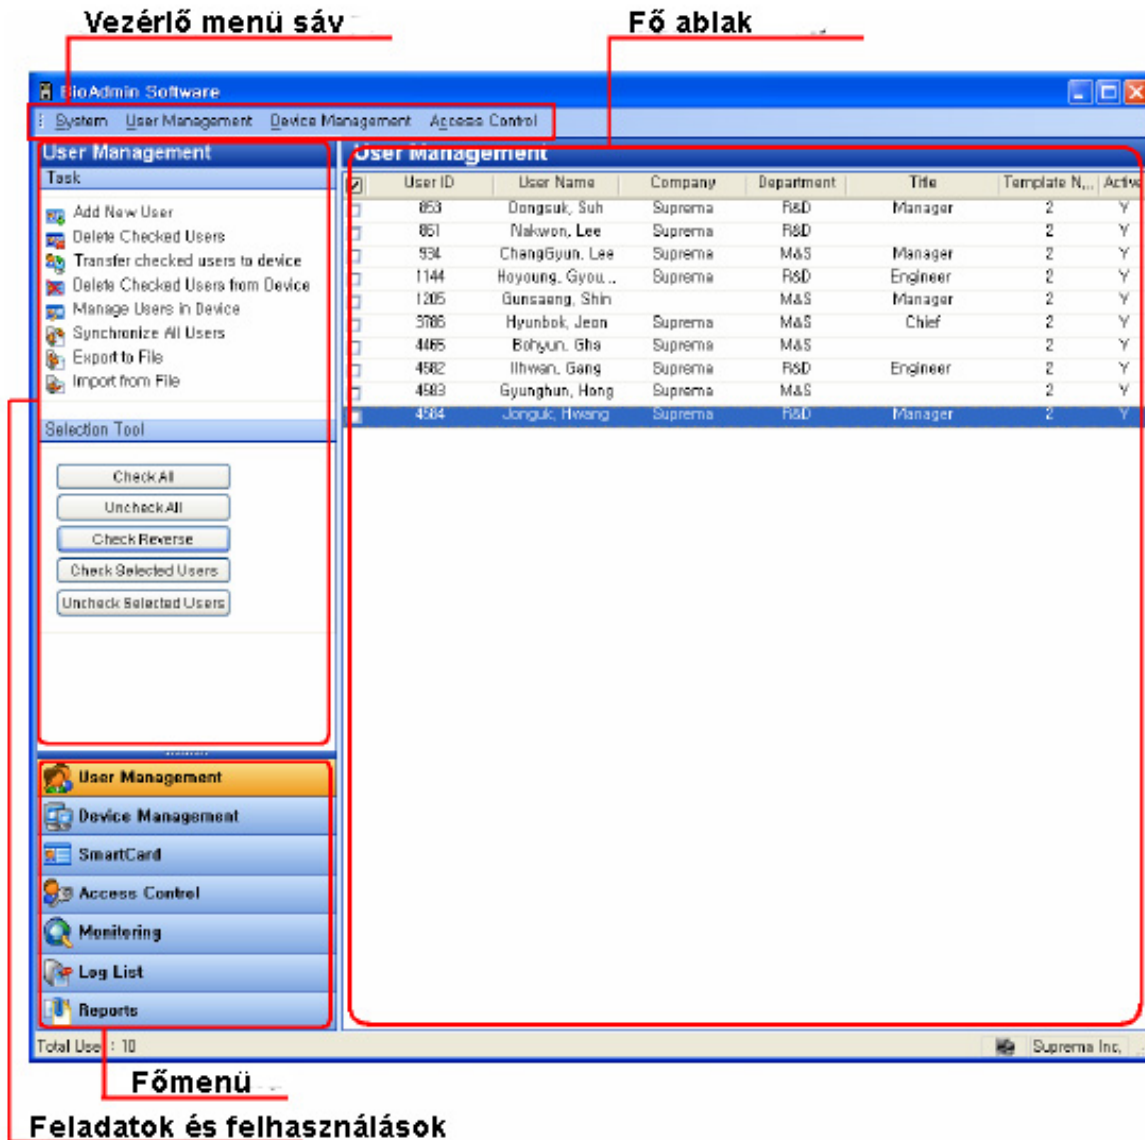 Vezérlő menü sáv
Fő ablak
BioAdmin Software
System User Management Device Management Access Control
User Management
Task
Add New User
Delete Checked Users
Transfer checked users to device
Delete Checked Users from Device
Manage Users in Device
Synchronize All Users
Export to File
Import from File
Selection Tool
Check All
Uncheck All
Check Reverse
Check Selected Users
Uncheck Selected Users
User Management
Device Management
SmartCard
Access Control
Monitoring
Log List
Reports
User Management
User ID User Name Company Department Title Template N... Active
853 Dongsuk, Suh Suprema R&D Manager 2 Y
861 Nakwon, Lee Suprema R&D 2 Y
934 ChangGyun, Lee Suprema M&S Manager 2 Y
1144 Hoyoung, Gyou... Suprema R&D Engineer 2 Y
1205 Gunsaeng, Shin M&S Manager 2 Y
3786 Hyunbok, Jeon Suprema M&S Chief 2 Y
4465 Bohyun, Gha Suprema M&S 2 Y
4582 Ilhwan, Gang Suprema R&D Engineer 2 Y
4583 Gyunghun, Hong Suprema M&S 2 Y
4584 Jonguk, Hwang Suprema R&D Manager 2 Y
Total User : 10
Suprema Inc.
Főmenü
Feladatok és felhasználások